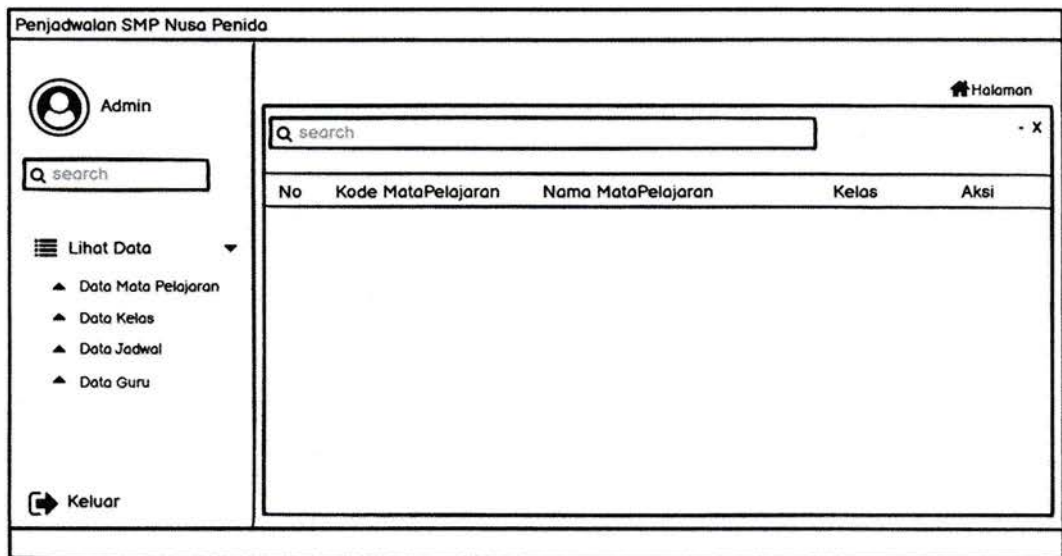 Penjadwalan SMP Nusa Penida
Admin
search
Lihat Data
Data Mata Pelajaran
Data Kelas
Data Jadwal
Data Guru
Keluar
Halaman
search
- X
No Kode MataPelajaran Nama MataPelajaran Kelas Aksi